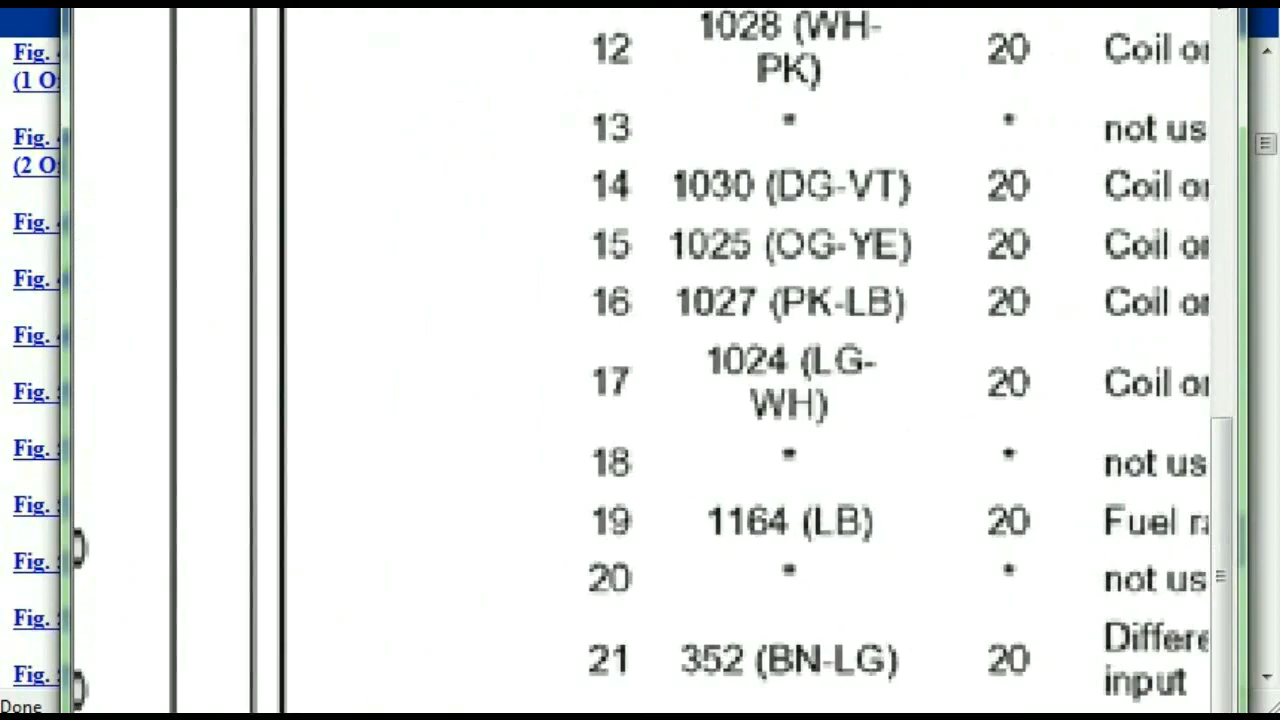 Fig.
(1 O
Fig.
(2 O
Fig.
Fig.
Fig.
Fig.
Fig.
Fig.
Fig.
Fig.
Fig.
Done
12 1028 (WH-
PK) 20 Coil o
13 * * not us
14 1030 (DG-VT) 20 Coil o
15 1025 (OG-YE) 20 Coil o
16 1027 (PK-LB) 20 Coil o
17 1024 (LG-
WH) 20 Coil o
18 * * not us
19 1164 (LB) 20 Fuel r
20 * * not us
21 352 (BN-LG) 20 Differe
input